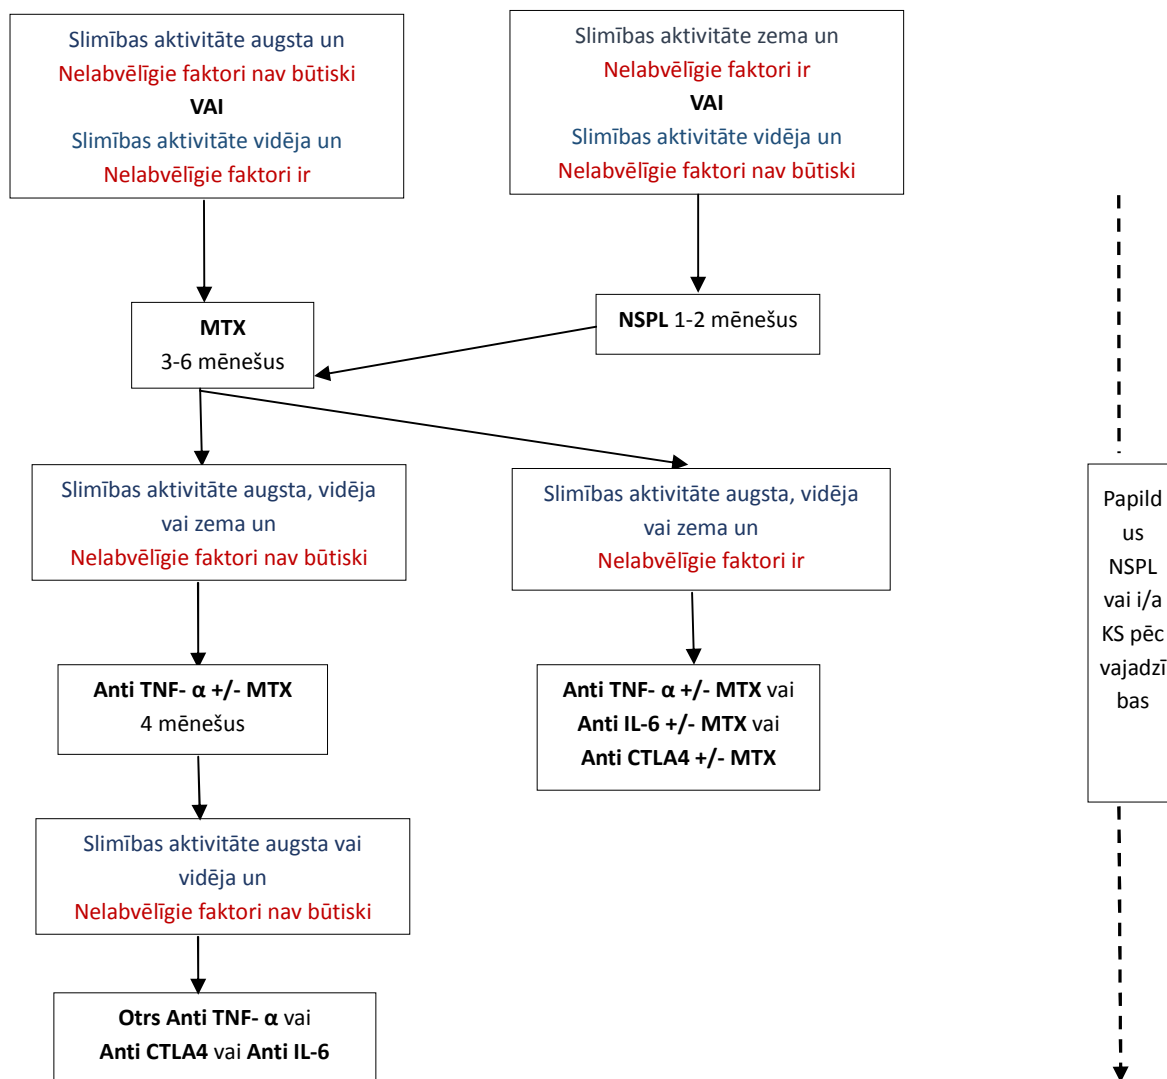 Slimības aktivitāte augsta un
Nelabvēlīgie faktori nav būtiski
VAI
Slimības aktivitāte vidēja un
Nelabvēlīgie faktori ir
Slimības aktivitāte zema un
Nelabvēlīgie faktori ir
VAI
Slimības aktivitāte vidēja un
Nelabvēlīgie faktori nav būtiski
MTX
3-6 mēnešus
NSPL 1-2 mēnešus
Slimības aktivitāte augsta, vidēja
vai zema un
Nelabvēlīgie faktori nav būtiski
Slimības aktivitāte augsta, vidēja
vai zema un
Nelabvēlīgie faktori ir
Papild
us
NSPL
vai i/a
KS pēc
vajadzī
bas
Anti TNF- α +/- MTX
4 mēnešus
Anti TNF- α +/- MTX vai
Anti IL-6 +/- MTX vai
Anti CTLA4 +/- MTX
Slimības aktivitāte augsta vai
vidēja un
Nelabvēlīgie faktori nav būtiski
Otrs Anti TNF- α vai
Anti CTLA4 vai Anti IL-6